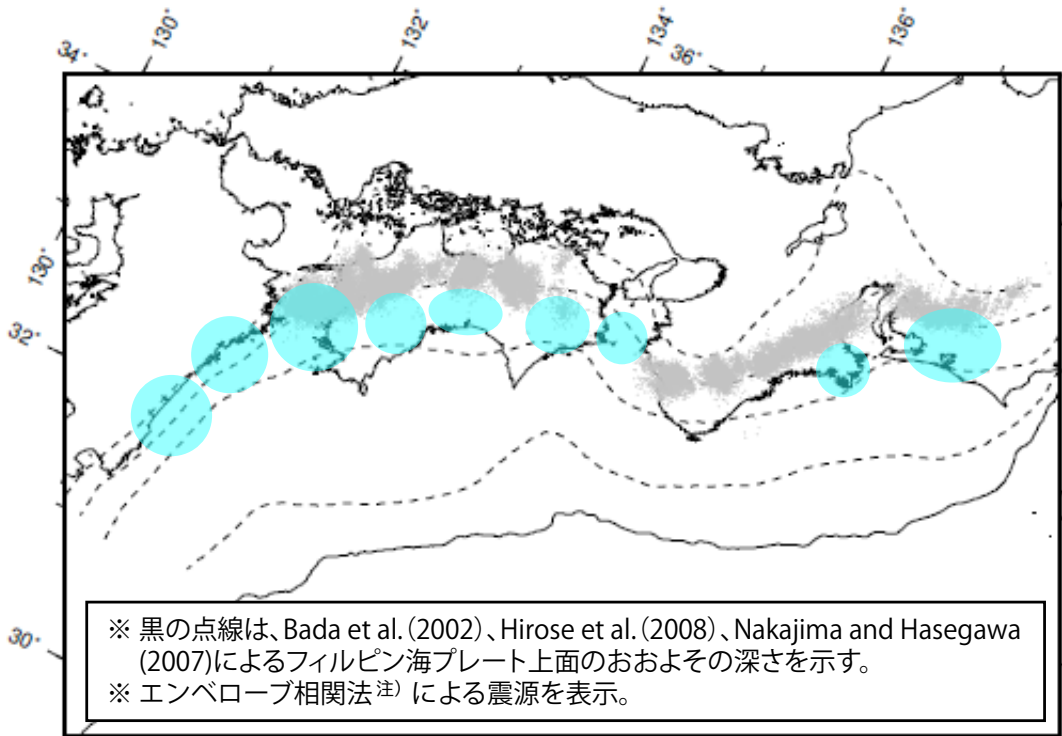 34° 130° 132° 134° 36° 136°
130°
32°
30°
※ 黒の点線は、Bada et al.（2002）、Hirose et al.（2008）、Nakajima and Hasegawa
(2007)によるフィルピン海プレート上面のおおよその深さを示す。
※ エンベローブ相関法注）による震源を表示。